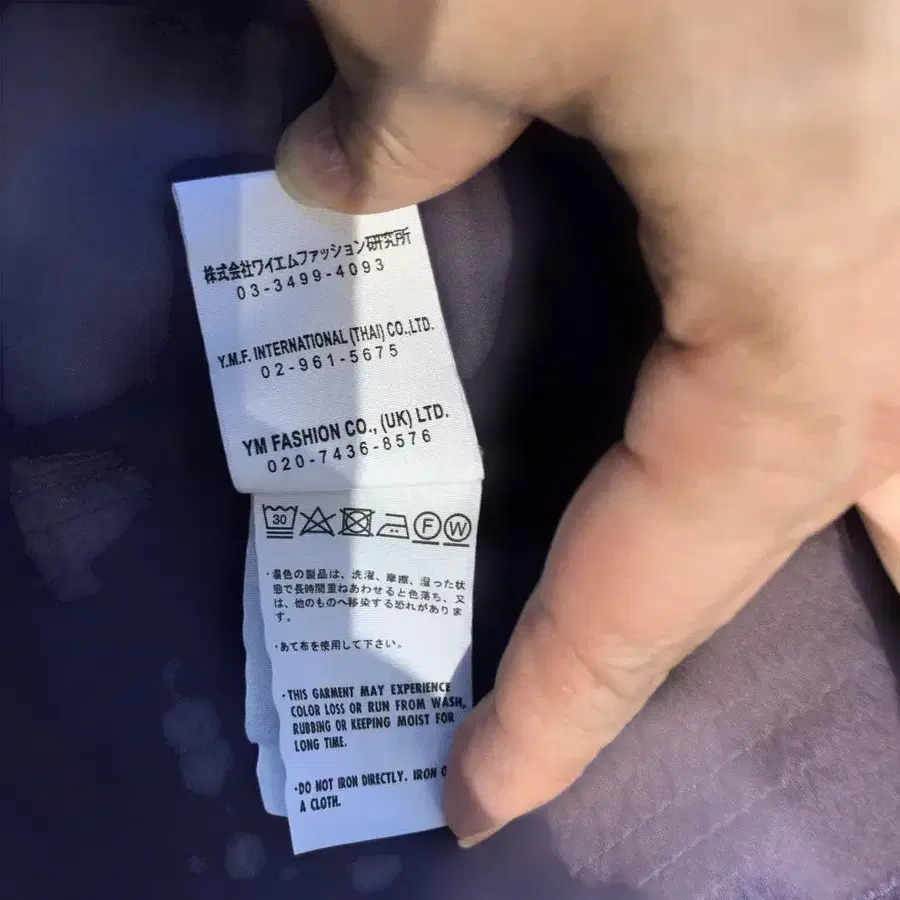 株式会社ワイエムファッション研究所
03-3499-4093
Y.M.F. INTERNATIONAL (THAI) CO.,LTD.
02-961-5675
YM FASHION CO., (UK) LTD.
020-7436-8576
30 F W
・濃色の製品は、洗濯、摩擦、湿った状
態で長時間重ねあわせると色落ち、又
は、他のものへ移染する恐れがありま
す。
・あて布を使用して下さい。
・THIS GARMENT MAY EXPERIENCE
COLOR LOSS OR RUN FROM WASH,
RUBBING OR KEEPING MOIST FOR
LONG TIME.
・DO NOT IRON DIRECTLY. IRON
A CLOTH.